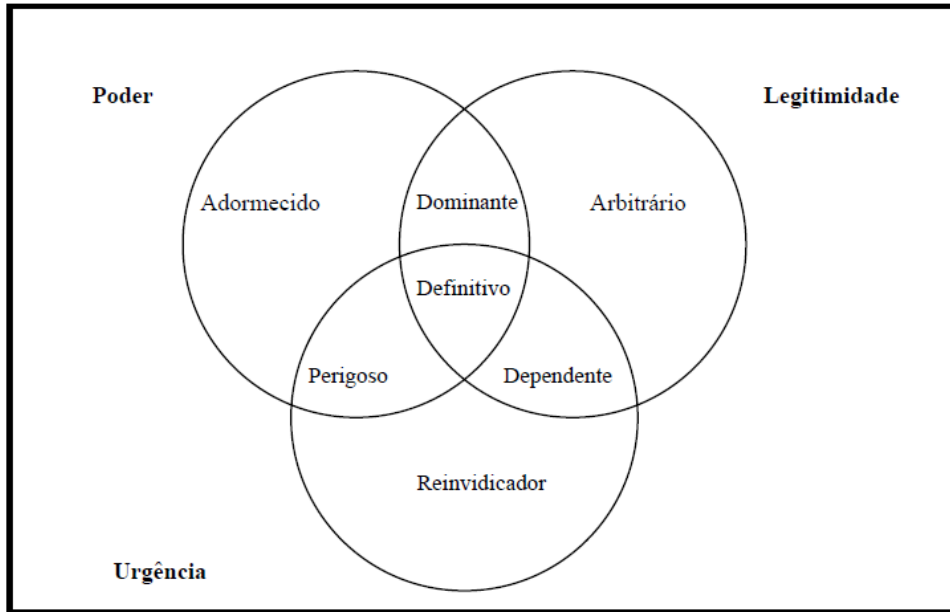 Poder
Legitimidade
Adormecido
Dominante
Arbitrário
Definitivo
Perigoso
Dependente
Reinvidicador
Urgência